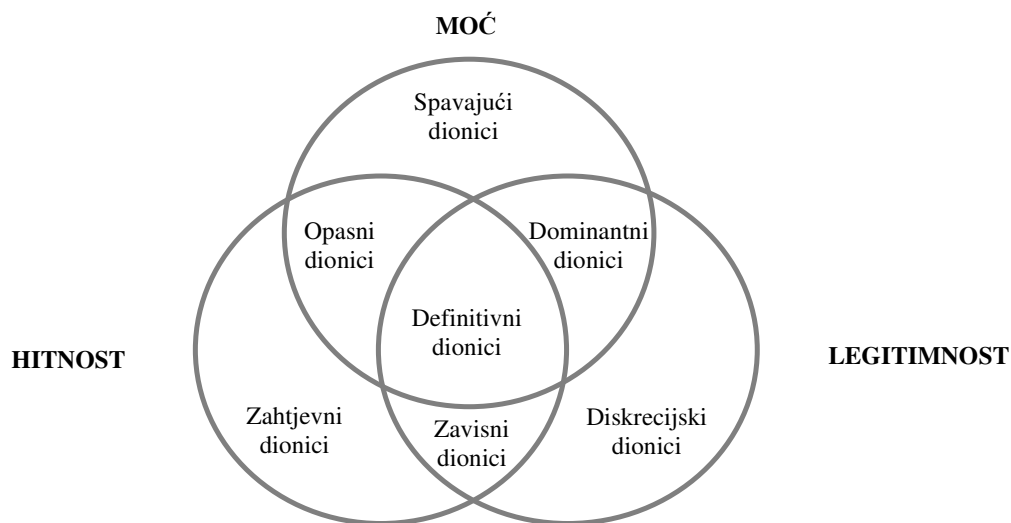 MOĆ
Spavajući
dionici
Opasni
dionici
Dominantni
dionici
Definitivni
dionici
HITNOST
LEGITIMNOST
Zahtjevni
dionici
Zavisni
dionici
Diskrecijski
dionici